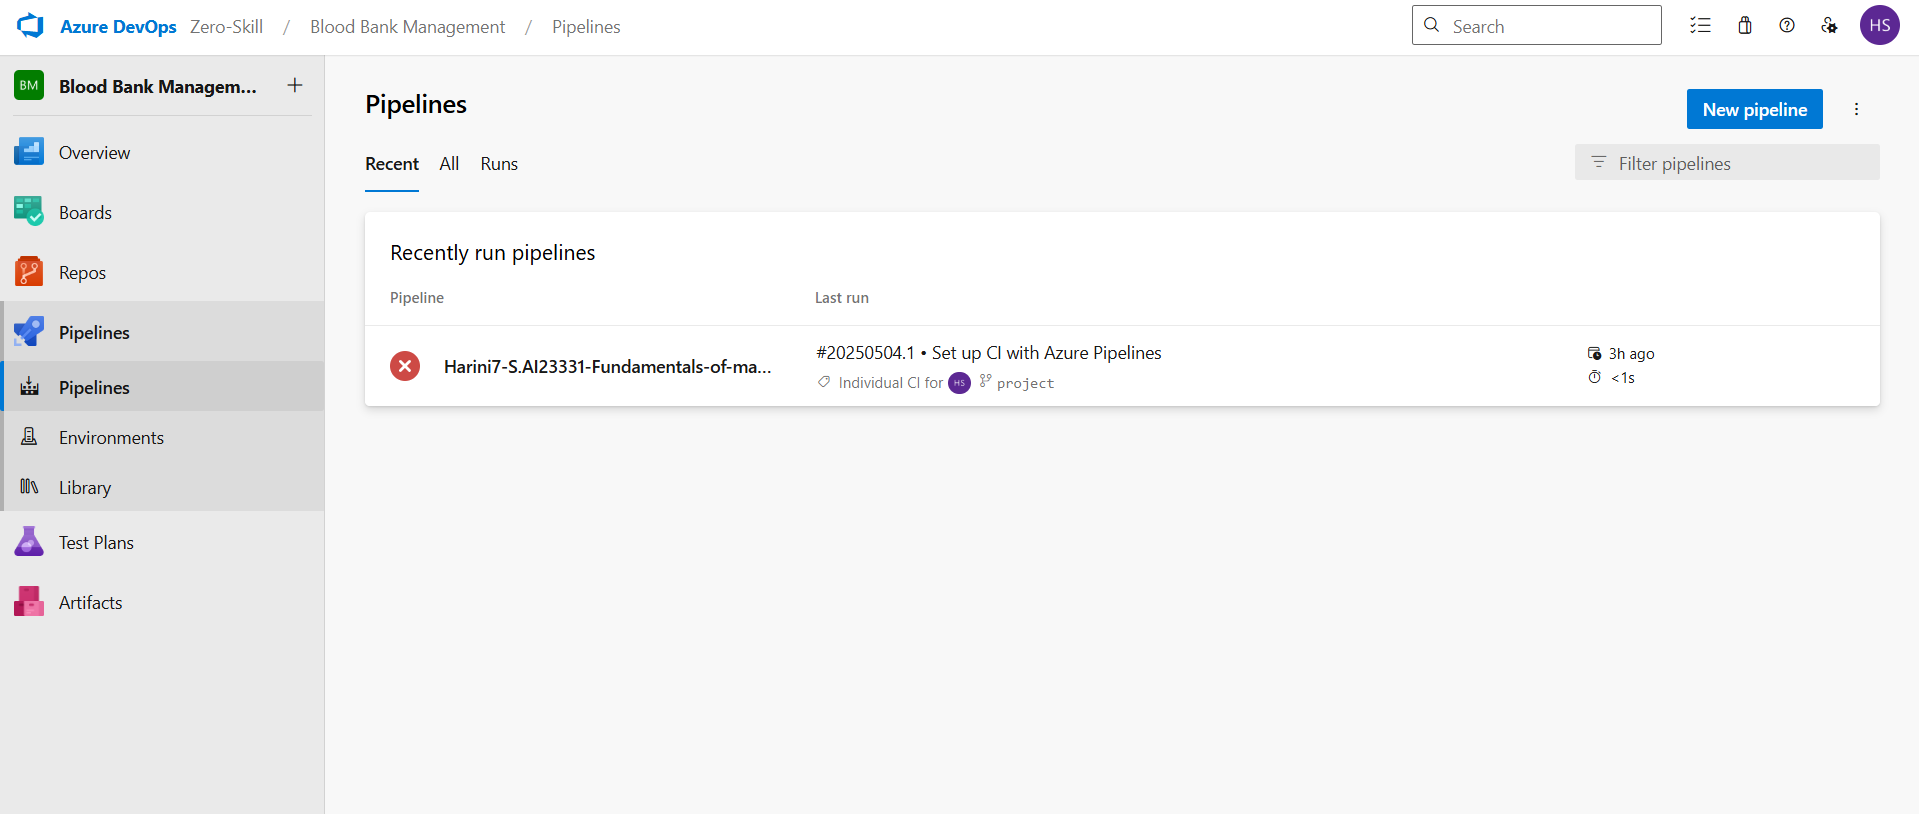 Azure DevOps Zero-Skill / Blood Bank Management / Pipelines
Search
HS
BM Blood Bank Managem...
Overview
Boards
Repos
Pipelines
Pipelines
Environments
Library
Test Plans
Artifacts
Pipelines
New pipeline
Recent All Runs
Filter pipelines
Recently run pipelines
Pipeline Last run
Harini7-S.AI23331-Fundamentals-of-ma...
#20250504.1 • Set up CI with Azure Pipelines
Individual CI for HS project
3h ago
<1s